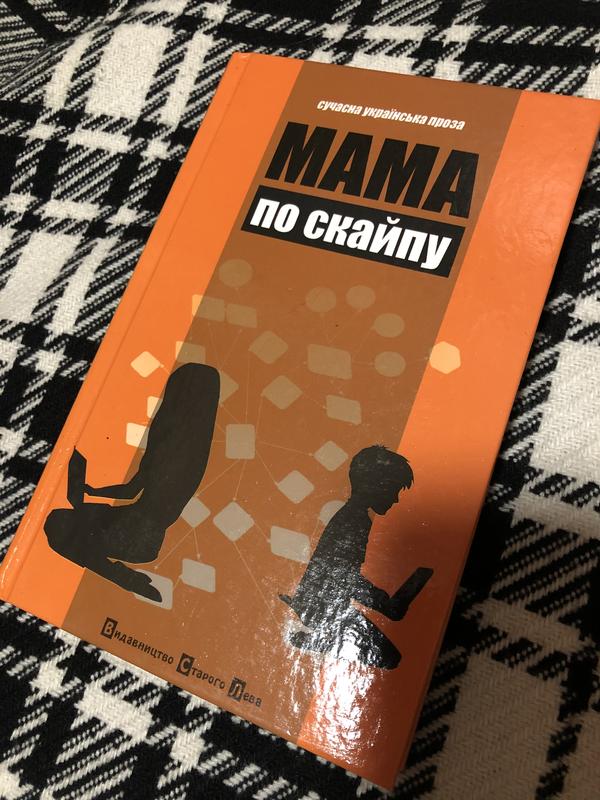 сучасна українська проза
МАМА
по скайпу
Видавництво Старого Лева